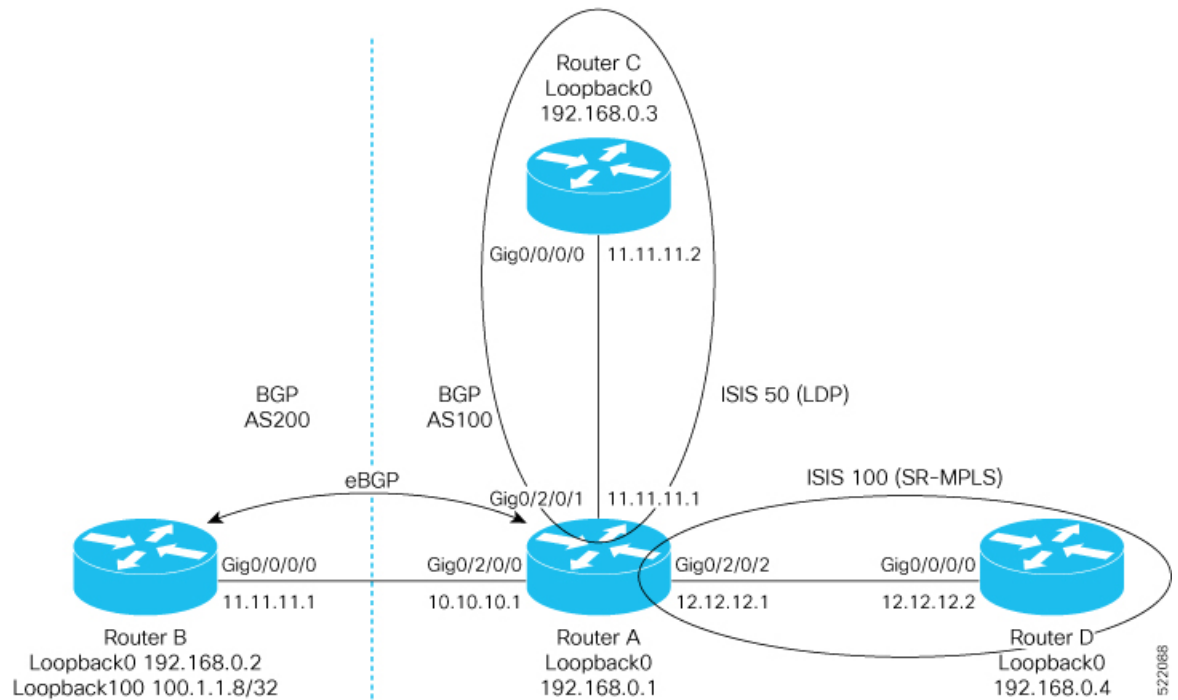 Router C
Loopback0
192.168.0.3
Gig0/0/0/0
11.11.11.2
BGP
AS200
BGP
AS100
ISIS 50 (LDP)
eBGP
Gig0/2/0/1
11.11.11.1
ISIS 100 (SR-MPLS)
Gig0/0/0/0
Gig0/2/0/0
Gig0/2/0/2
Gig0/0/0/0
11.11.11.1
10.10.10.1
12.12.12.1
12.12.12.2
Router B
Loopback0 192.168.0.2
Loopback100 100.1.1.8/32
Router A
Loopback0
192.168.0.1
Router D
Loopback0
192.168.0.4
522088